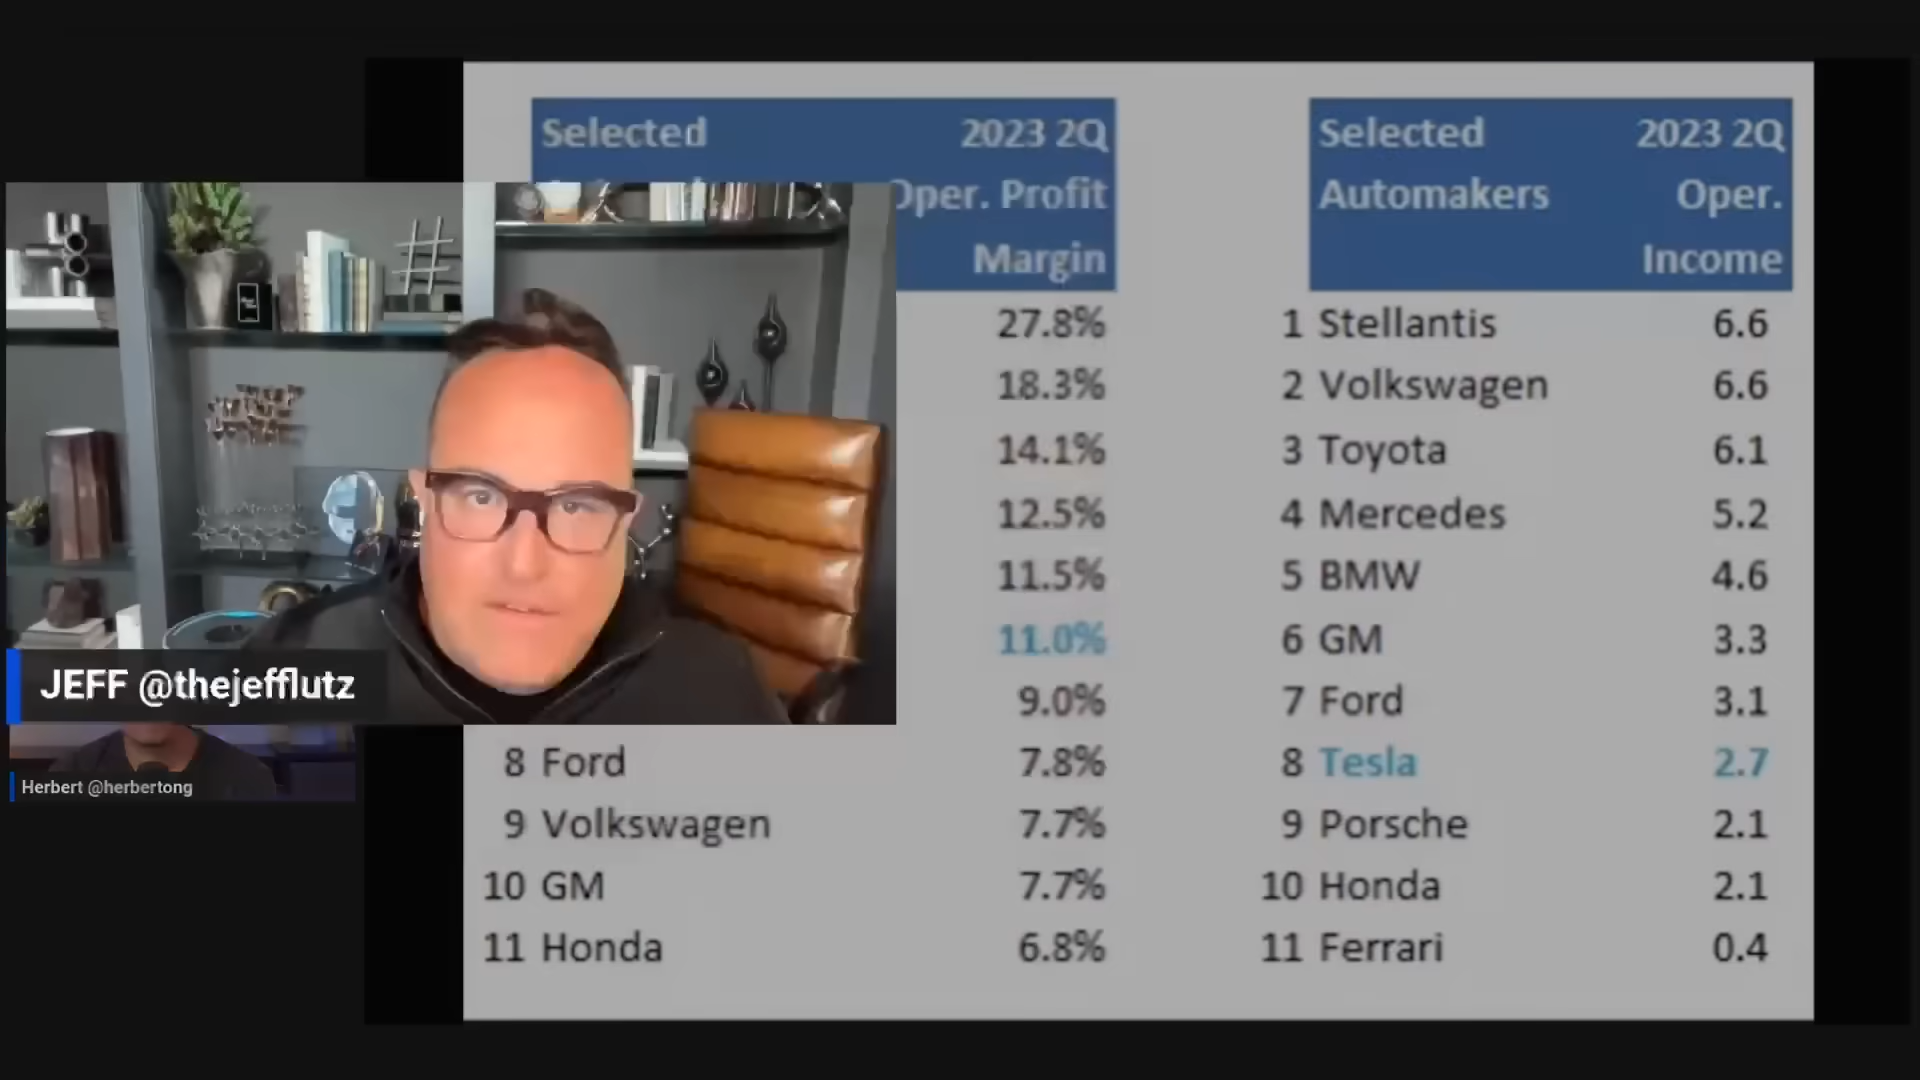 Selected 2023 2Q
Oper. Profit
Margin
27.8%
18.3%
14.1%
12.5%
11.5%
11.0%
9.0%
8 Ford 7.8%
9 Volkswagen 7.7%
10 GM 7.7%
11 Honda 6.8%
Selected 2023 2Q
Automakers Oper.
Income
1 Stellantis 6.6
2 Volkswagen 6.6
3 Toyota 6.1
4 Mercedes 5.2
5 BMW 4.6
6 GM 3.3
7 Ford 3.1
8 Tesla 2.7
9 Porsche 2.1
10 Honda 2.1
11 Ferrari 0.4
JEFF @thejefflutz
Herbert @herbertong